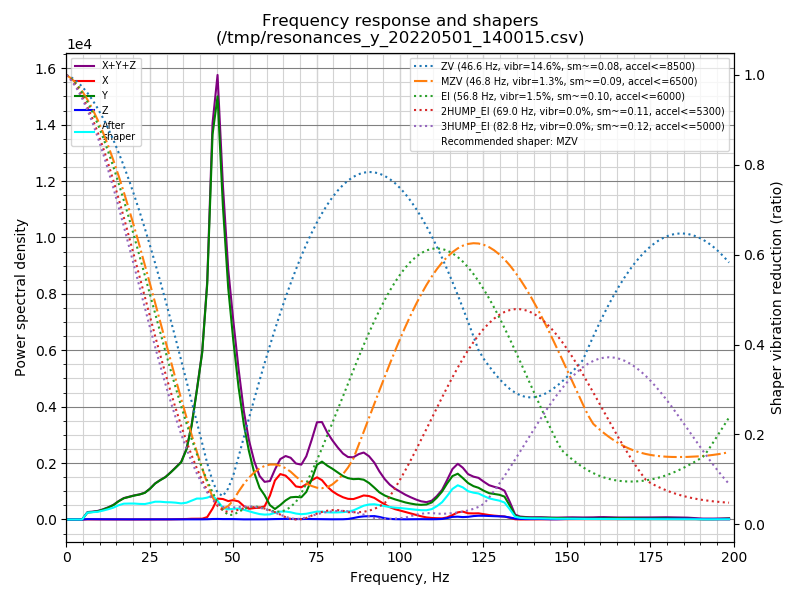 Frequency response and shapers
(/tmp/resonances_y_20220501_140015.csv)
1e4
X+Y+Z
X
Y
Z
After
shaper
ZV (46.6 Hz, vibr=14.6%, sm~=0.08, accel<=8500)
MZV (46.8 Hz, vibr=1.3%, sm~=0.09, accel<=6500)
EI (56.8 Hz, vibr=1.5%, sm~=0.10, accel<=6000)
2HUMP_EI (69.0 Hz, vibr=0.0%, sm~=0.11, accel<=5300)
3HUMP_EI (82.8 Hz, vibr=0.0%, sm~=0.12, accel<=5000)
Recommended shaper: MZV
Power spectral density
1.6
1.4
1.2
1.0
0.8
0.6
0.4
0.2
0.0
Shaper vibration reduction (ratio)
1.0
0.8
0.6
0.4
0.2
0.0
0 25 50 75 100 125 150 175 200
Frequency, Hz